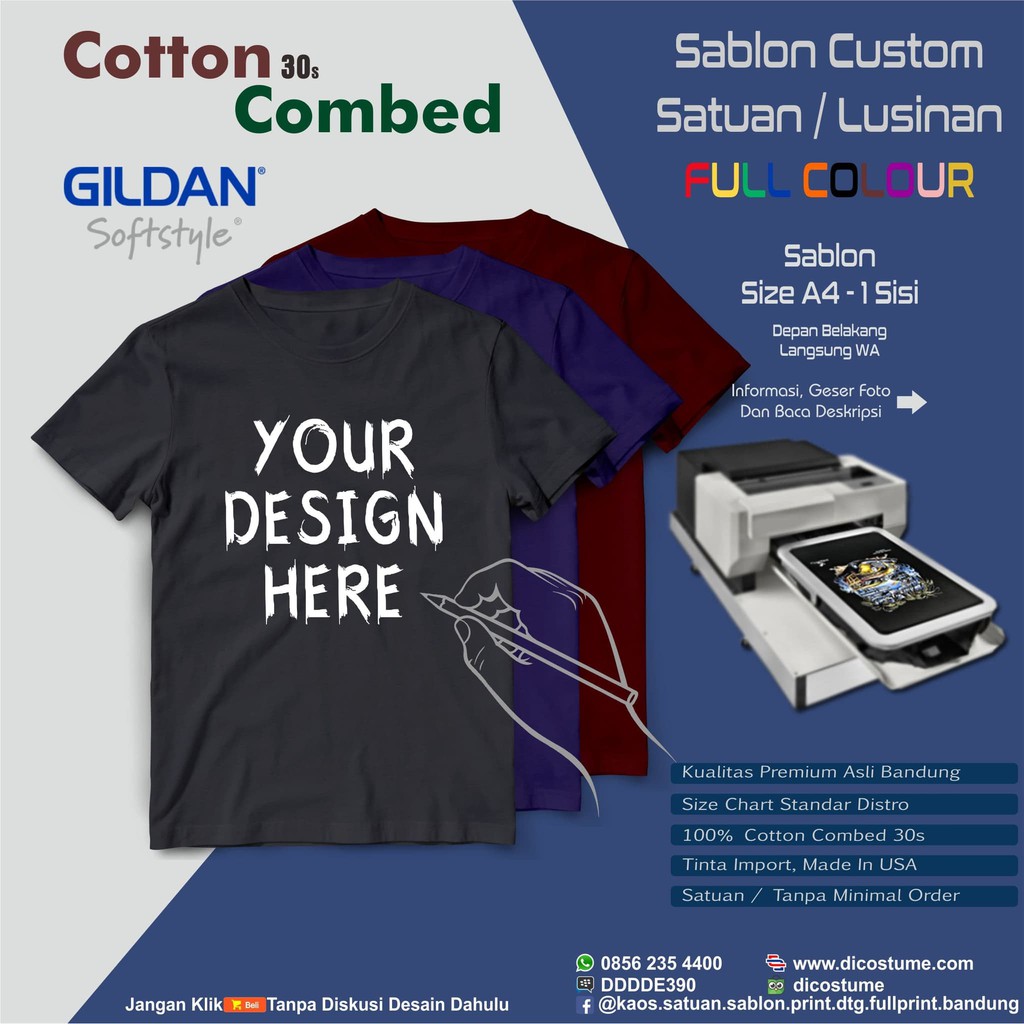 Cotton 30s
Combed
GILDAN®
Softstyle®
YOUR
DESIGN
HERE
Sablon Custom
Satuan / Lusinan
FULL COLOUR
Sablon
Size A4 - 1 Sisi
Depan Belakang
Langsung WA
Informasi, Geser Foto
Dan Baca Deskripsi
Kualitas Premium Asli Bandung
Size Chart Standar Distro
100% Cotton Combed 30s
Tinta Import, Made In USA
Satuan / Tanpa Minimal Order
0856 235 4400
www.dicostume.com
DDDDE390
dicostume
@kaos.satuan.sablon.print.dtg.fullprint.bandung
Jangan Klik Beli Tanpa Diskusi Desain Dahulu